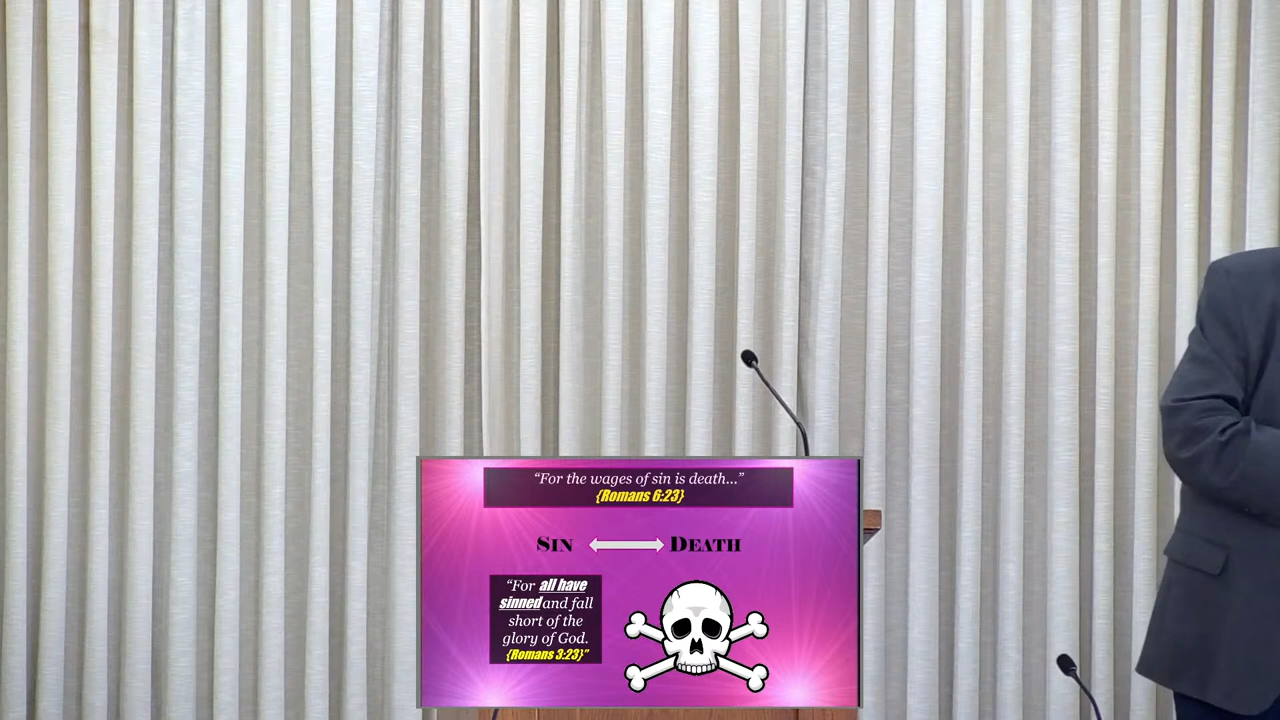 “For the wages of sin is death...”
{Romans 6:23}
SIN DEATH
“For all have
sinned and fall
short of the
glory of God.
{Romans 3:23}”